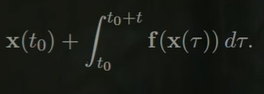 x(t₀) + ∫_{t₀}^{t₀+t} f(x(τ)) dτ.